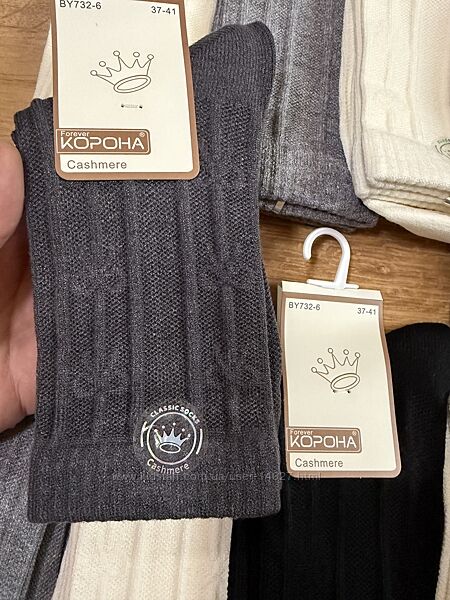 BY732-6 37-41
Forever
КОРОНА®
Cashmere
CLASSIC SOCKS
Cashmere
BY732-6 37-41
Forever
КОРОНА®
Cashmere